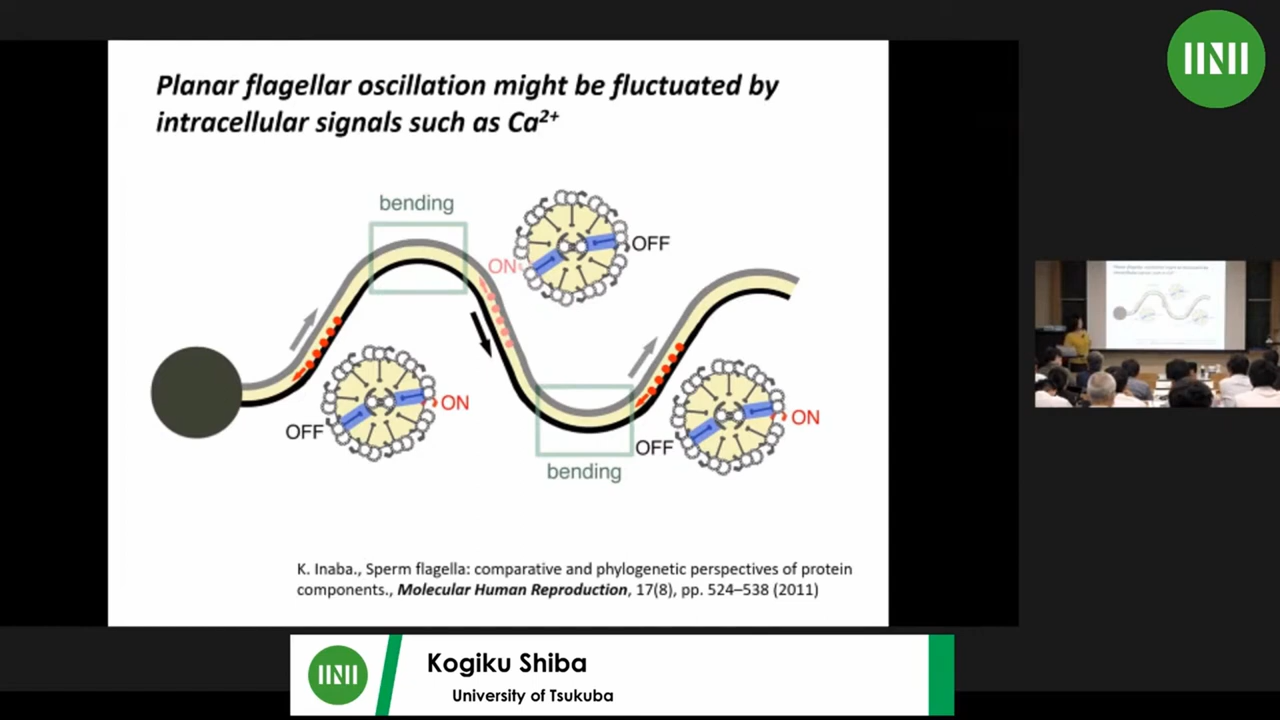 Planar flagellar oscillation might be fluctuated by
intracellular signals such as Ca²⁺
bending
ON
OFF
OFF
ON
OFF
ON
bending
K. Inaba., Sperm flagella: comparative and phylogenetic perspectives of protein
components., Molecular Human Reproduction, 17(8), pp. 524–538 (2011)
Kogiku Shiba
University of Tsukuba